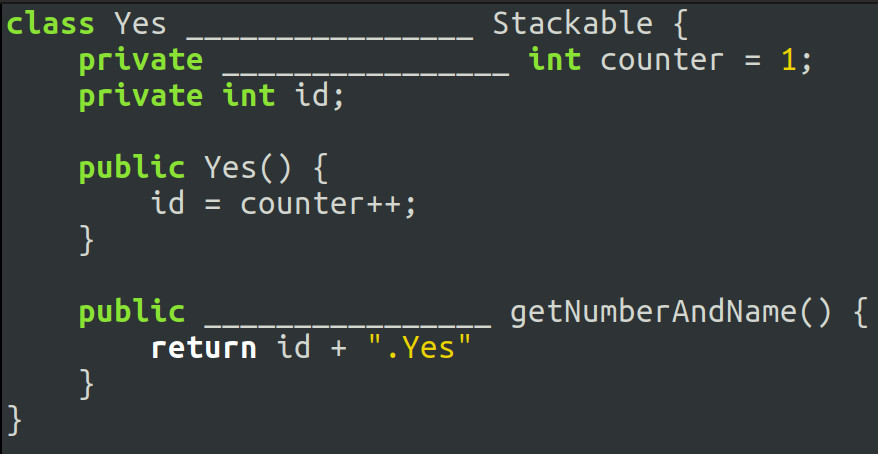 class Yes ________________ Stackable {
    private ________________ int counter = 1;
    private int id;

    public Yes() {
        id = counter++;
    }

    public ________________ getNumberAndName() {
        return id + ".Yes"
    }
}